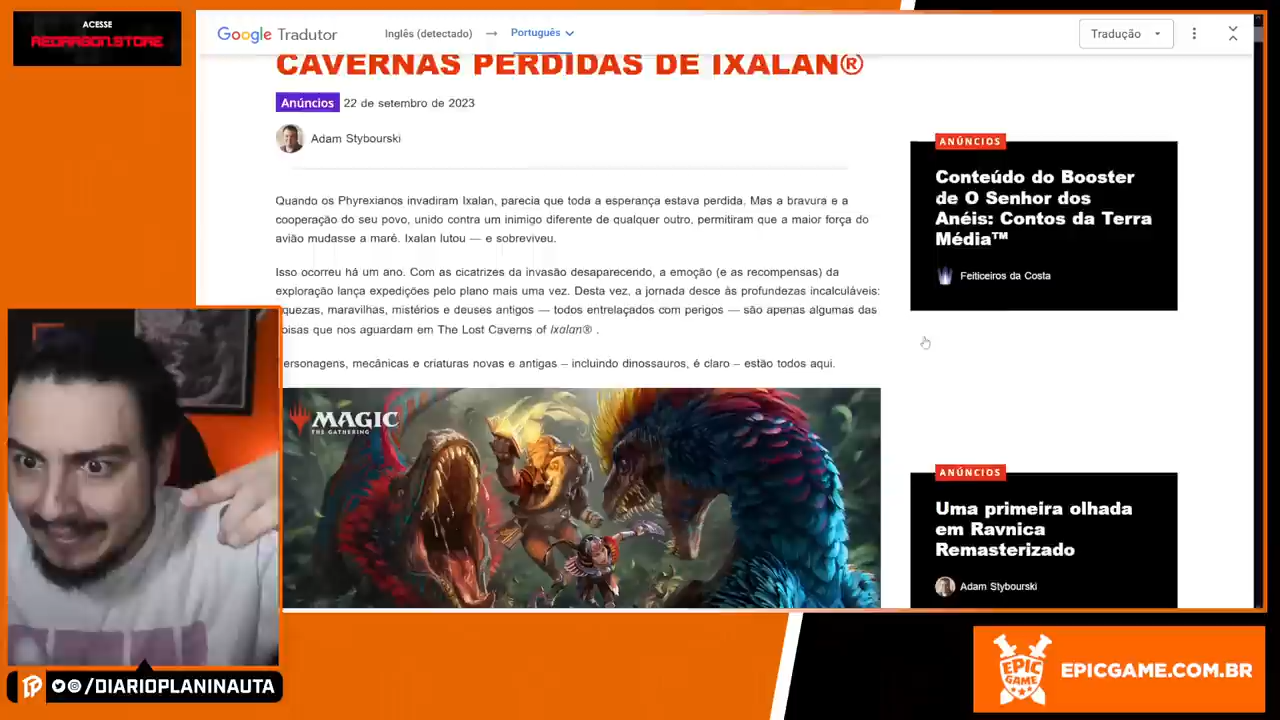 ACESSE
REDRAGON.STORE
Google Tradutor
Inglês (detectado)
Português
Tradução
CAVERNAS PERDIDAS DE IXALAN®
Anúncios 22 de setembro de 2023
Adam Stybourski
Quando os Phyrexianos invadiram Ixalan, parecia que toda a esperança estava perdida. Mas a bravura e a
cooperação do seu povo, unido contra um inimigo diferente de qualquer outro, permitiram que a maior força do
avião mudasse a maré. Ixalan lutou — e sobreviveu.
Isso ocorreu há um ano. Com as cicatrizes da invasão desaparecendo, a emoção (e as recompensas) da
exploração lança expedições pelo plano mais uma vez. Desta vez, a jornada desce às profundezas incalculáveis:
quezas, maravilhas, mistérios e deuses antigos — todos entrelaçados com perigos — são apenas algumas das
oisas que nos aguardam em The Lost Caverns of Ixalan® .
ersonagens, mecânicas e criaturas novas e antigas – incluindo dinossauros, é claro – estão todos aqui.
MAGIC
THE GATHERING
ANÚNCIOS
Conteúdo do Booster
de O Senhor dos
Anéis: Contos da Terra
Média™
Feiticeiros da Costa
ANÚNCIOS
Uma primeira olhada
em Ravnica
Remasterizado
Adam Stybourski
/DIARIOPLANINAUTA
EPIC
GAME
EPICGAME.COM.BR